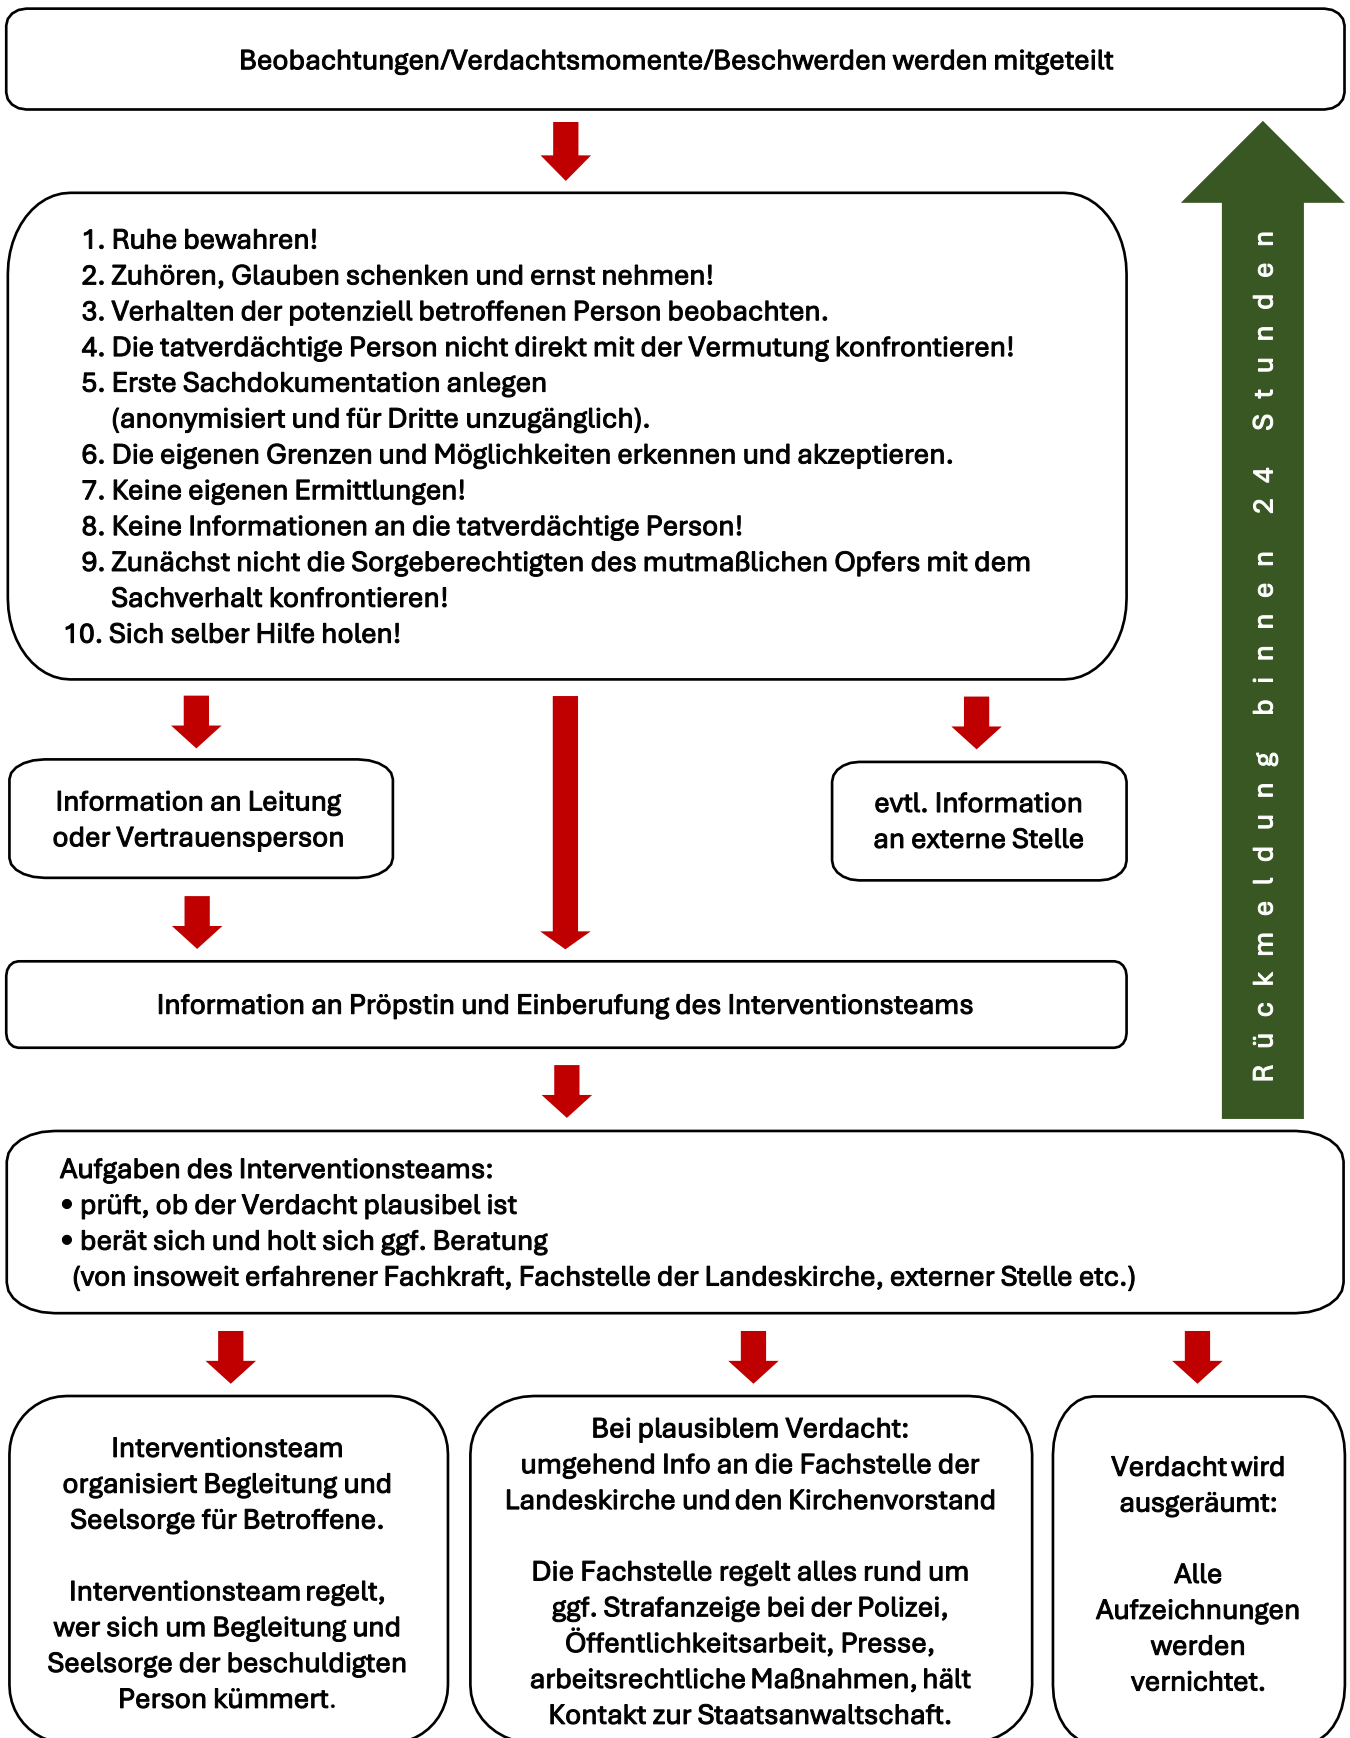 Beobachtungen/Verdachtsmomente/Beschwerden werden mitgeteilt
1. Ruhe bewahren!
2. Zuhören, Glauben schenken und ernst nehmen!
3. Verhalten der potenziell betroffenen Person beobachten.
4. Die tatverdächtige Person nicht direkt mit der Vermutung konfrontieren!
5. Erste Sachdokumentation anlegen
(anonymisiert und für Dritte unzugänglich).
6. Die eigenen Grenzen und Möglichkeiten erkennen und akzeptieren.
7. Keine eigenen Ermittlungen!
8. Keine Informationen an die tatverdächtige Person!
9. Zunächst nicht die Sorgeberechtigten des mutmaßlichen Opfers mit dem
Sachverhalt konfrontieren!
10. Sich selber Hilfe holen!
Rückmeldung binnen 24 Stunden
Information an Leitung
oder Vertrauensperson
evtl. Information
an externe Stelle
Information an Pröpstin und Einberufung des Interventionsteams
Aufgaben des Interventionsteams:
• prüft, ob der Verdacht plausibel ist
• berät sich und holt sich ggf. Beratung
(von insoweit erfahrener Fachkraft, Fachstelle der Landeskirche, externer Stelle etc.)
Interventionsteam
organisiert Begleitung und
Seelsorge für Betroffene.
Interventionsteam regelt,
wer sich um Begleitung und
Seelsorge der beschuldigten
Person kümmert.
Bei plausiblem Verdacht:
umgehend Info an die Fachstelle der
Landeskirche und den Kirchenvorstand
Die Fachstelle regelt alles rund um
ggf. Strafanzeige bei der Polizei,
Öffentlichkeitsarbeit, Presse,
arbeitsrechtliche Maßnahmen, hält
Kontakt zur Staatsanwaltschaft.
Verdacht wird
ausgeräumt:
Alle
Aufzeichnungen
werden
vernichtet.